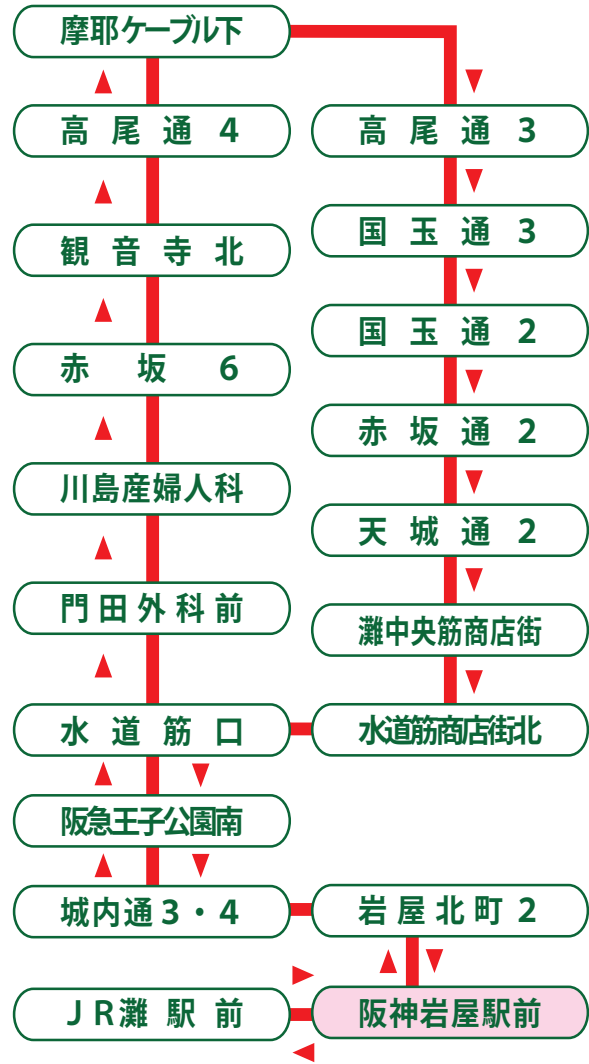 摩耶ケーブル下
高尾通4
高尾通3
観音寺北
国玉通3
国玉通2
赤坂6
赤坂通2
川島産婦人科
天城通2
門田外科前
灘中央筋商店街
水道筋口
水道筋商店街北
阪急王子公園南
城内通3・4
岩屋北町2
JR灘駅前
阪神岩屋駅前